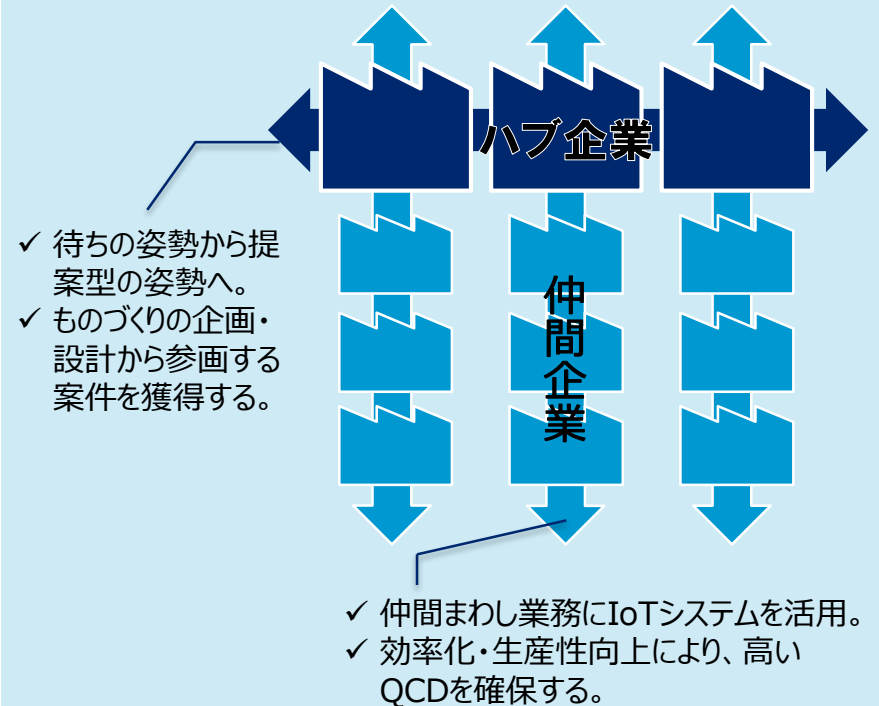 ハブ企業
✓ 待ちの姿勢から提
案型の姿勢へ。
✓ ものづくりの企画・
設計から参画する
案件を獲得する。
仲間企業
✓ 仲間まわし業務にIoTシステムを活用。
✓ 効率化・生産性向上により、高い
QCDを確保する。